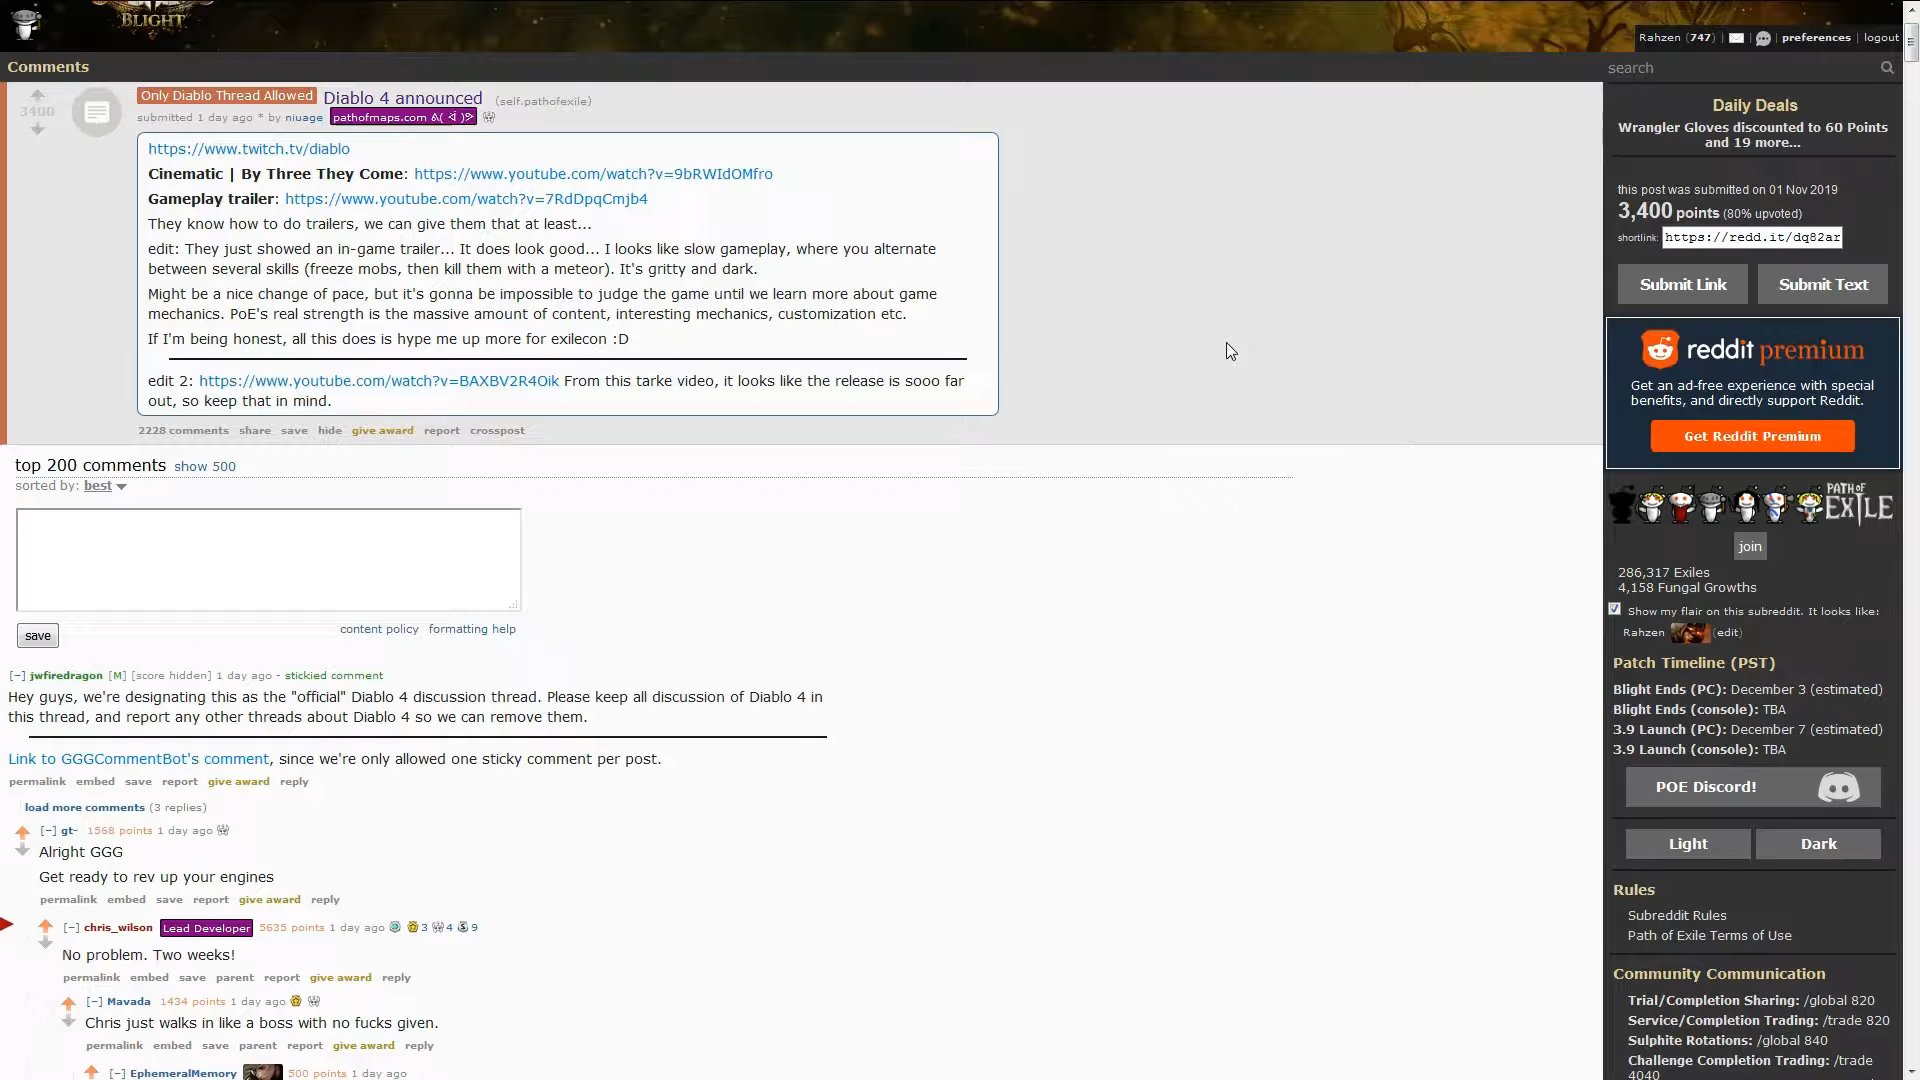 BLIGHT
Rahzen (747) | | | preferences | logout
Comments
search
3400
Only Diablo Thread Allowed Diablo 4 announced (self.pathofexile)
submitted 1 day ago * by niuage pathofmaps.com
https://www.twitch.tv/diablo
Cinematic | By Three They Come: https://www.youtube.com/watch?v=9bRWIdOMfro
Gameplay trailer: https://www.youtube.com/watch?v=7RdDpqCmjb4
They know how to do trailers, we can give them that at least...
edit: They just showed an in-game trailer... It does look good... I looks like slow gameplay, where you alternate
between several skills (freeze mobs, then kill them with a meteor). It's gritty and dark.
Might be a nice change of pace, but it's gonna be impossible to judge the game until we learn more about game
mechanics. PoE's real strength is the massive amount of content, interesting mechanics, customization etc.
If I'm being honest, all this does is hype me up more for exilecon :D
edit 2: https://www.youtube.com/watch?v=BAXBV2R4Oik From this tarke video, it looks like the release is sooo far
out, so keep that in mind.
2228 comments share save hide give award report crosspost
top 200 comments show 500
sorted by: best
save
content policy formatting help
[–] jwfiredragon [M] [score hidden] 1 day ago - stickied comment
Hey guys, we're designating this as the "official" Diablo 4 discussion thread. Please keep all discussion of Diablo 4 in
this thread, and report any other threads about Diablo 4 so we can remove them.
Link to GGGCommentBot's comment, since we're only allowed one sticky comment per post.
permalink embed save report give award reply
load more comments (3 replies)
[–] gt- 1568 points 1 day ago
Alright GGG
Get ready to rev up your engines
permalink embed save report give award reply
[–] chris_wilson Lead Developer 5635 points 1 day ago 3 4 9
No problem. Two weeks!
permalink embed save parent report give award reply
[–] Mavada 1434 points 1 day ago
Chris just walks in like a boss with no fucks given.
permalink embed save parent report give award reply
[–] EphemeralMemory 500 points 1 day ago
Daily Deals
Wrangler Gloves discounted to 60 Points
and 19 more...
this post was submitted on 01 Nov 2019
3,400 points (80% upvoted)
shortlink: https://redd.it/dq82ar
Submit Link Submit Text
reddit premium
Get an ad-free experience with special
benefits, and directly support Reddit.
Get Reddit Premium
PATH OF
EXILE
join
286,317 Exiles
4,158 Fungal Growths
Show my flair on this subreddit. It looks like:
Rahzen (edit)
Patch Timeline (PST)
Blight Ends (PC): December 3 (estimated)
Blight Ends (console): TBA
3.9 Launch (PC): December 7 (estimated)
3.9 Launch (console): TBA
POE Discord!
Light Dark
Rules
Subreddit Rules
Path of Exile Terms of Use
Community Communication
Trial/Completion Sharing: /global 820
Service/Completion Trading: /trade 820
Sulphite Rotations: /global 840
Challenge Completion Trading: /trade
4040